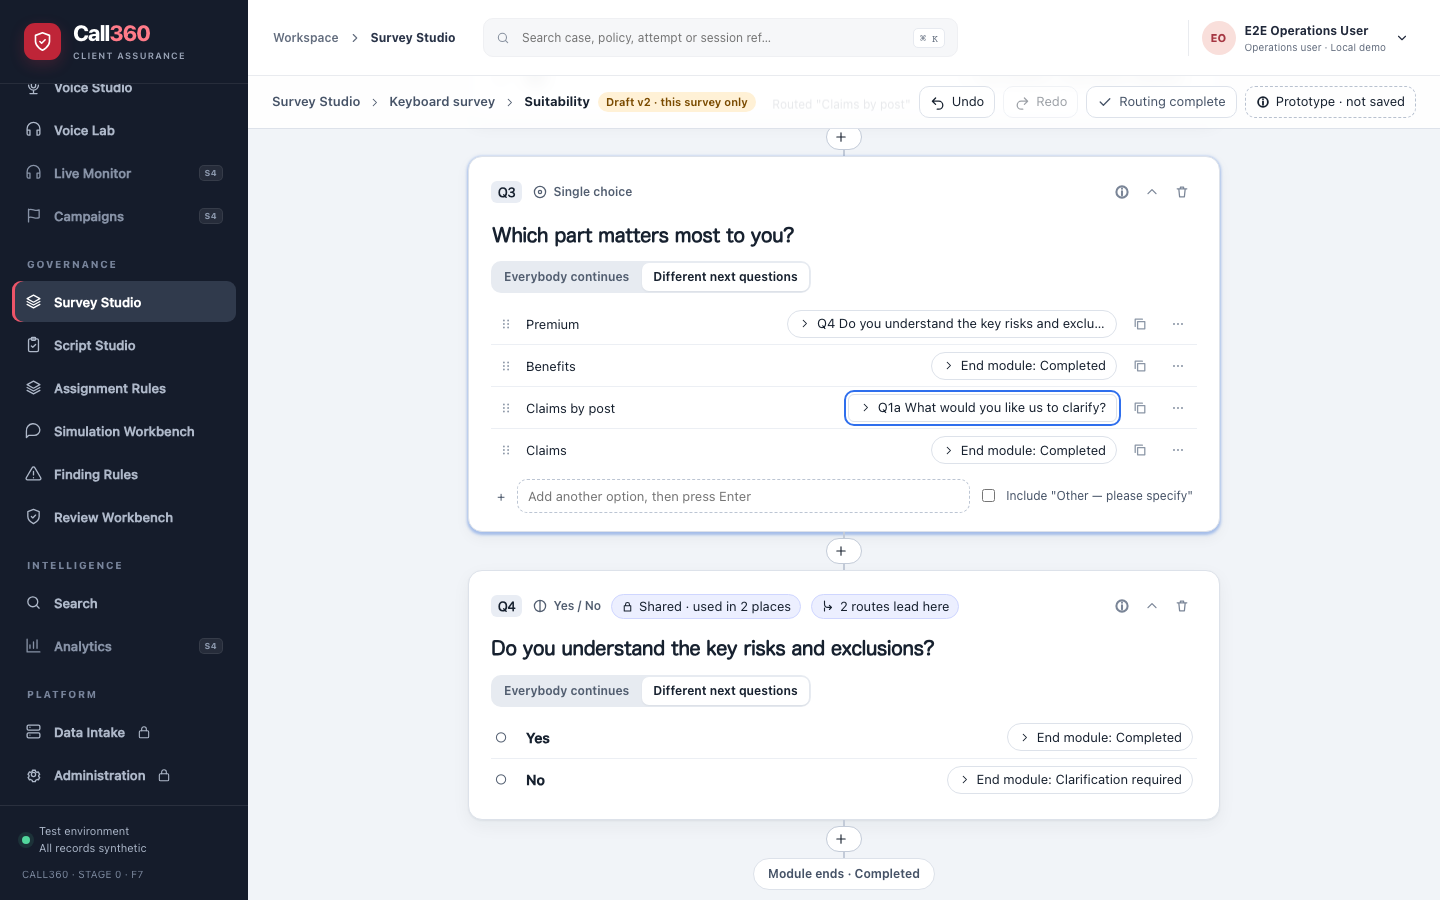 Call360
CLIENT ASSURANCE
Voice Studio
Voice Lab
Live Monitor S4
Campaigns S4
GOVERNANCE
Survey Studio
Script Studio
Assignment Rules
Simulation Workbench
Finding Rules
Review Workbench
INTELLIGENCE
Search
Analytics S4
PLATFORM
Data Intake
Administration
Test environment
All records synthetic
CALL360 · STAGE 0 · F7
Workspace > Survey Studio
Search case, policy, attempt or session ref...
⌘ K
EO
E2E Operations User
Operations user · Local demo
Survey Studio > Keyboard survey > Suitability
Draft v2 · this survey only
Routed "Claims by post"
Undo
Redo
Routing complete
Prototype · not saved
Q3 Single choice
Which part matters most to you?
Everybody continues Different next questions
Premium > Q4 Do you understand the key risks and exclu...
Benefits > End module: Completed
Claims by post > Q1a What would you like us to clarify?
Claims > End module: Completed
+ Add another option, then press Enter
Include "Other — please specify"
+
Q4 Yes / No Shared · used in 2 places 2 routes lead here
Do you understand the key risks and exclusions?
Everybody continues Different next questions
Yes > End module: Completed
No > End module: Clarification required
+
Module ends · Completed